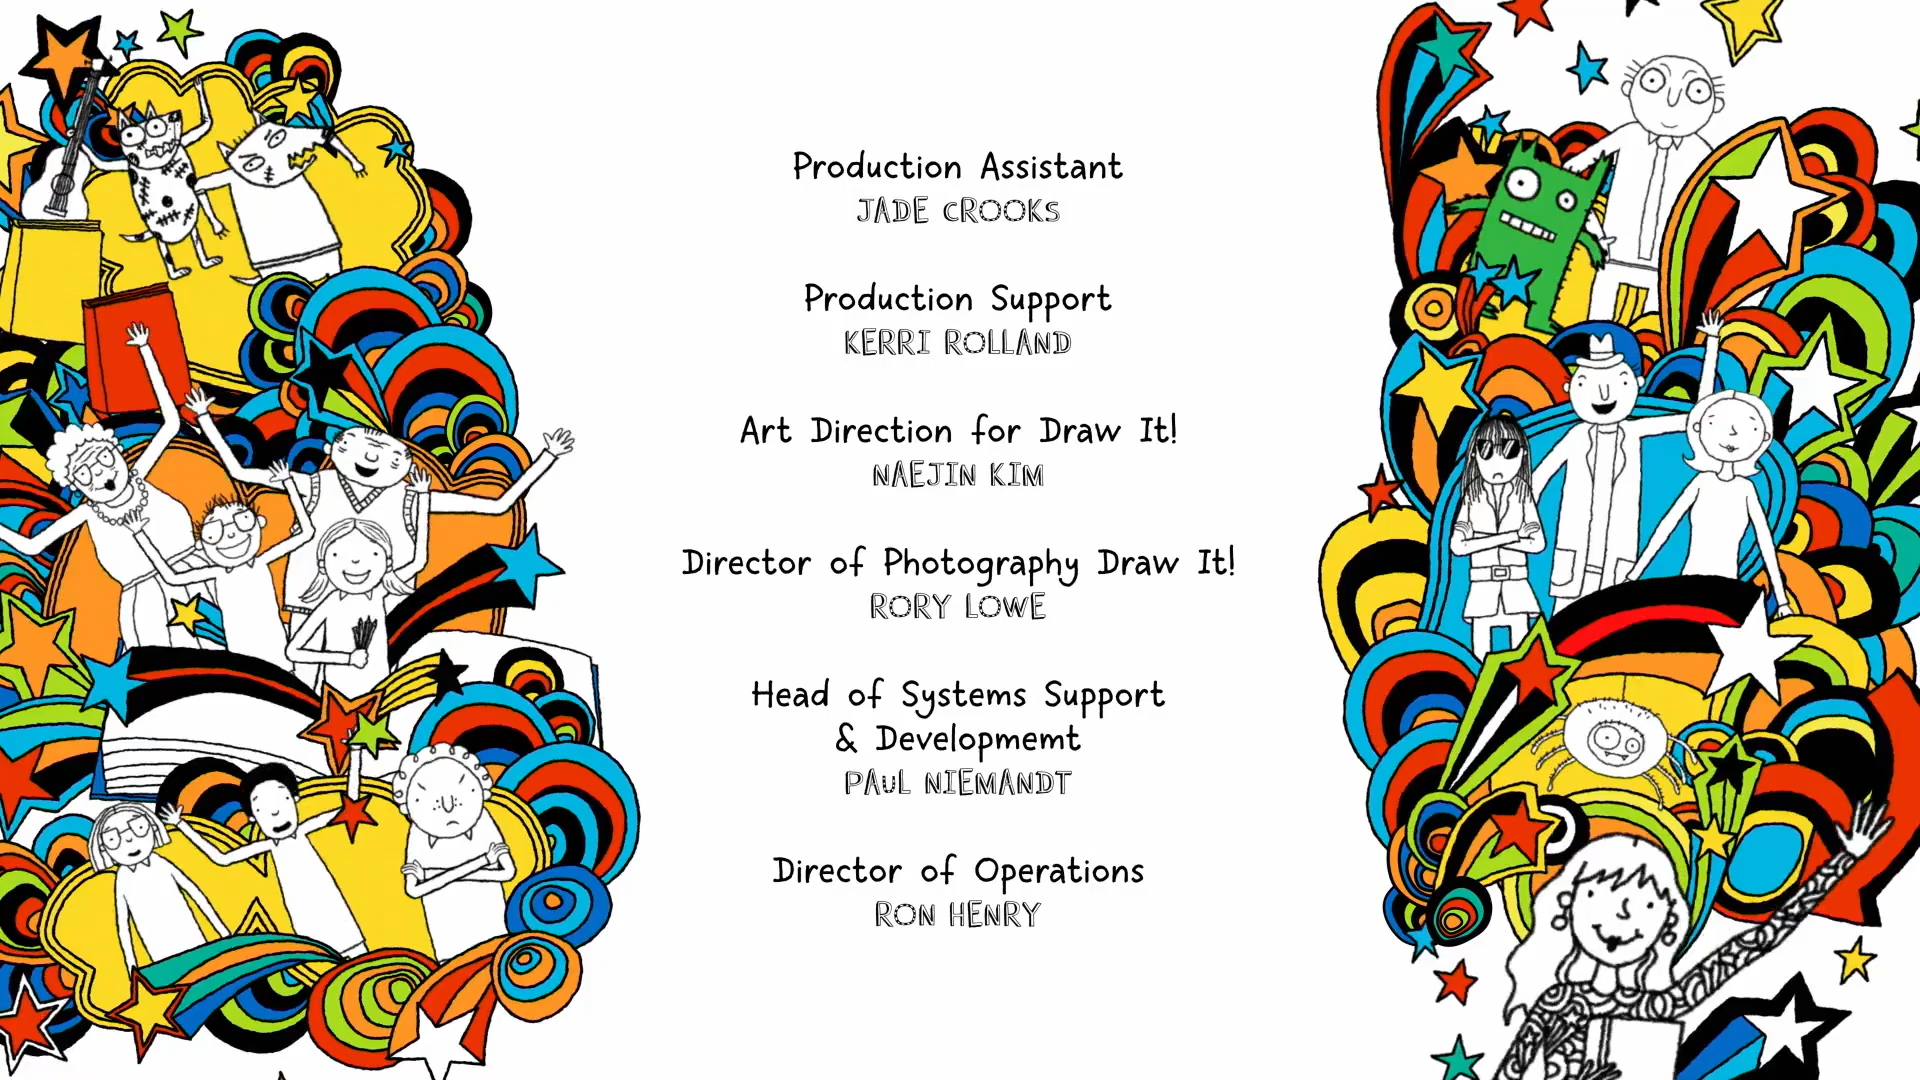 Production Assistant
JADE CROOKS
Production Support
KERRI ROLLAND
Art Direction for Draw It!
NAEJIN KIM
Director of Photography Draw It!
RORY LOWE
Head of Systems Support
& Developmemt
PAUL NIEMANDT
Director of Operations
RON HENRY